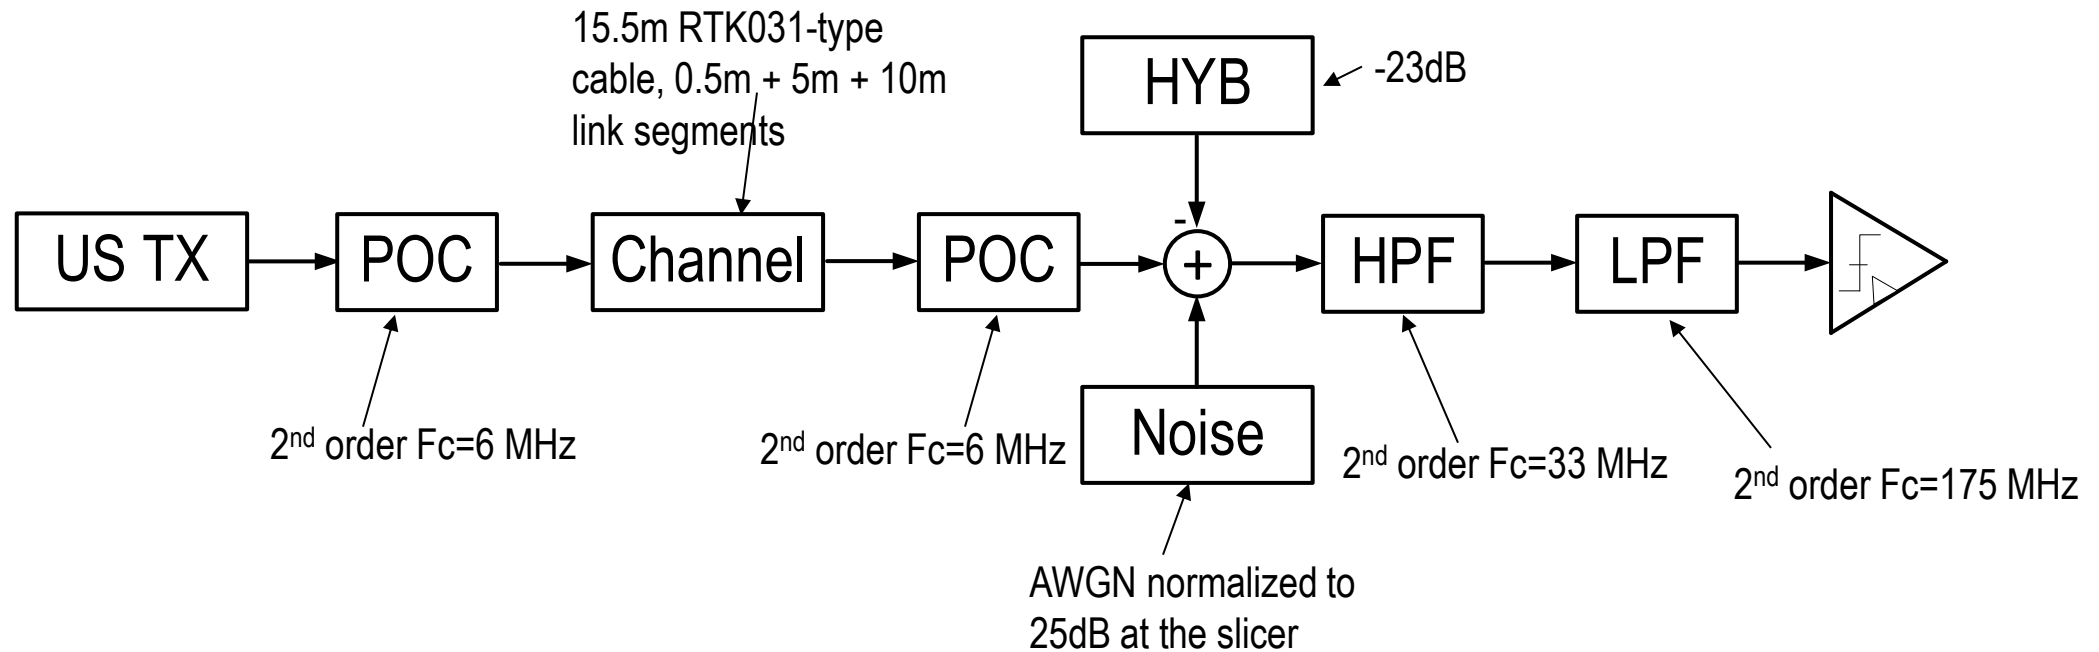 15.5m RTK031-type
cable, 0.5m + 5m + 10m
link segments
HYB
-23dB
US TX
POC
Channel
POC
-
+
HPF
LPF
2nd order Fc=6 MHz
2nd order Fc=6 MHz
Noise
2nd order Fc=33 MHz
2nd order Fc=175 MHz
AWGN normalized to
25dB at the slicer